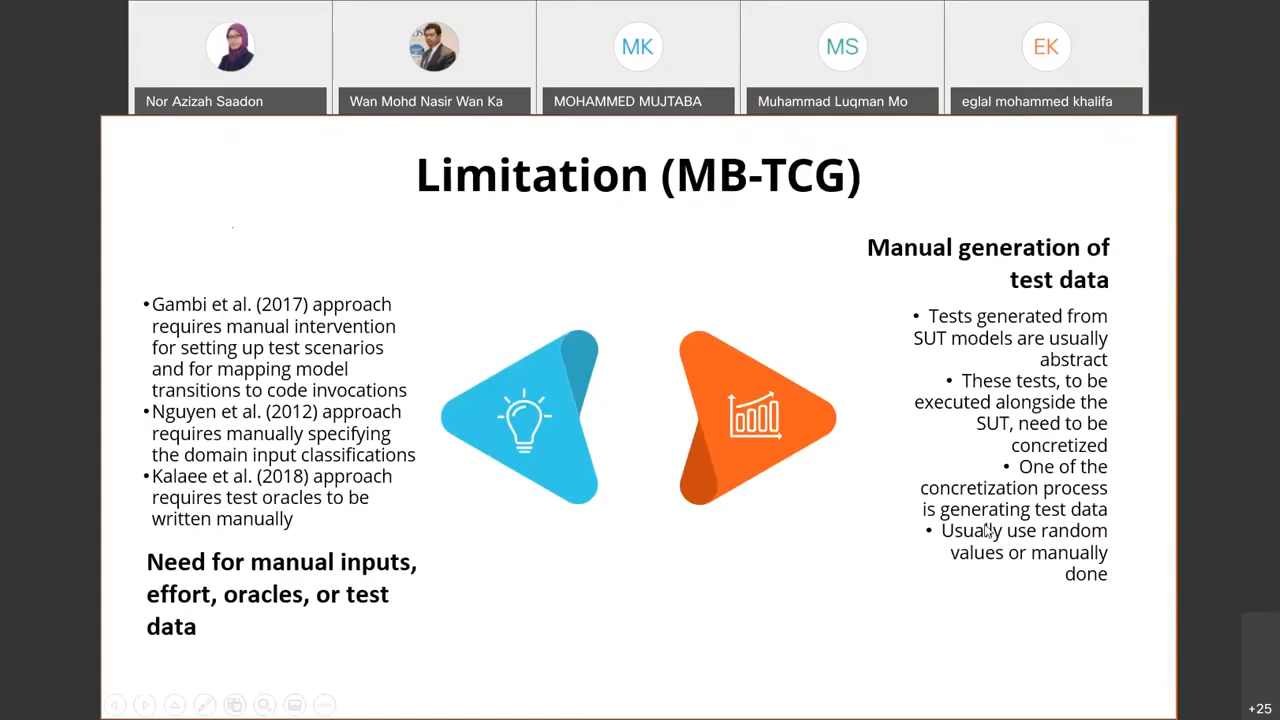 MK
MS
EK
Nor Azizah Saadon
Wan Mohd Nasir Wan Ka
MOHAMMED MUJTABA
Muhammad Luqman Mo
eglal mohammed khalifa
Limitation (MB-TCG)
•Gambi et al. (2017) approach
requires manual intervention
for setting up test scenarios
and for mapping model
transitions to code invocations
•Nguyen et al. (2012) approach
requires manually specifying
the domain input classifications
•Kalaee et al. (2018) approach
requires test oracles to be
written manually
Need for manual inputs,
effort, oracles, or test
data
Manual generation of
test data
• Tests generated from
SUT models are usually
abstract
• These tests, to be
executed alongside the
SUT, need to be
concretized
• One of the
concretization process
is generating test data
• Usually use random
values or manually
done
+25